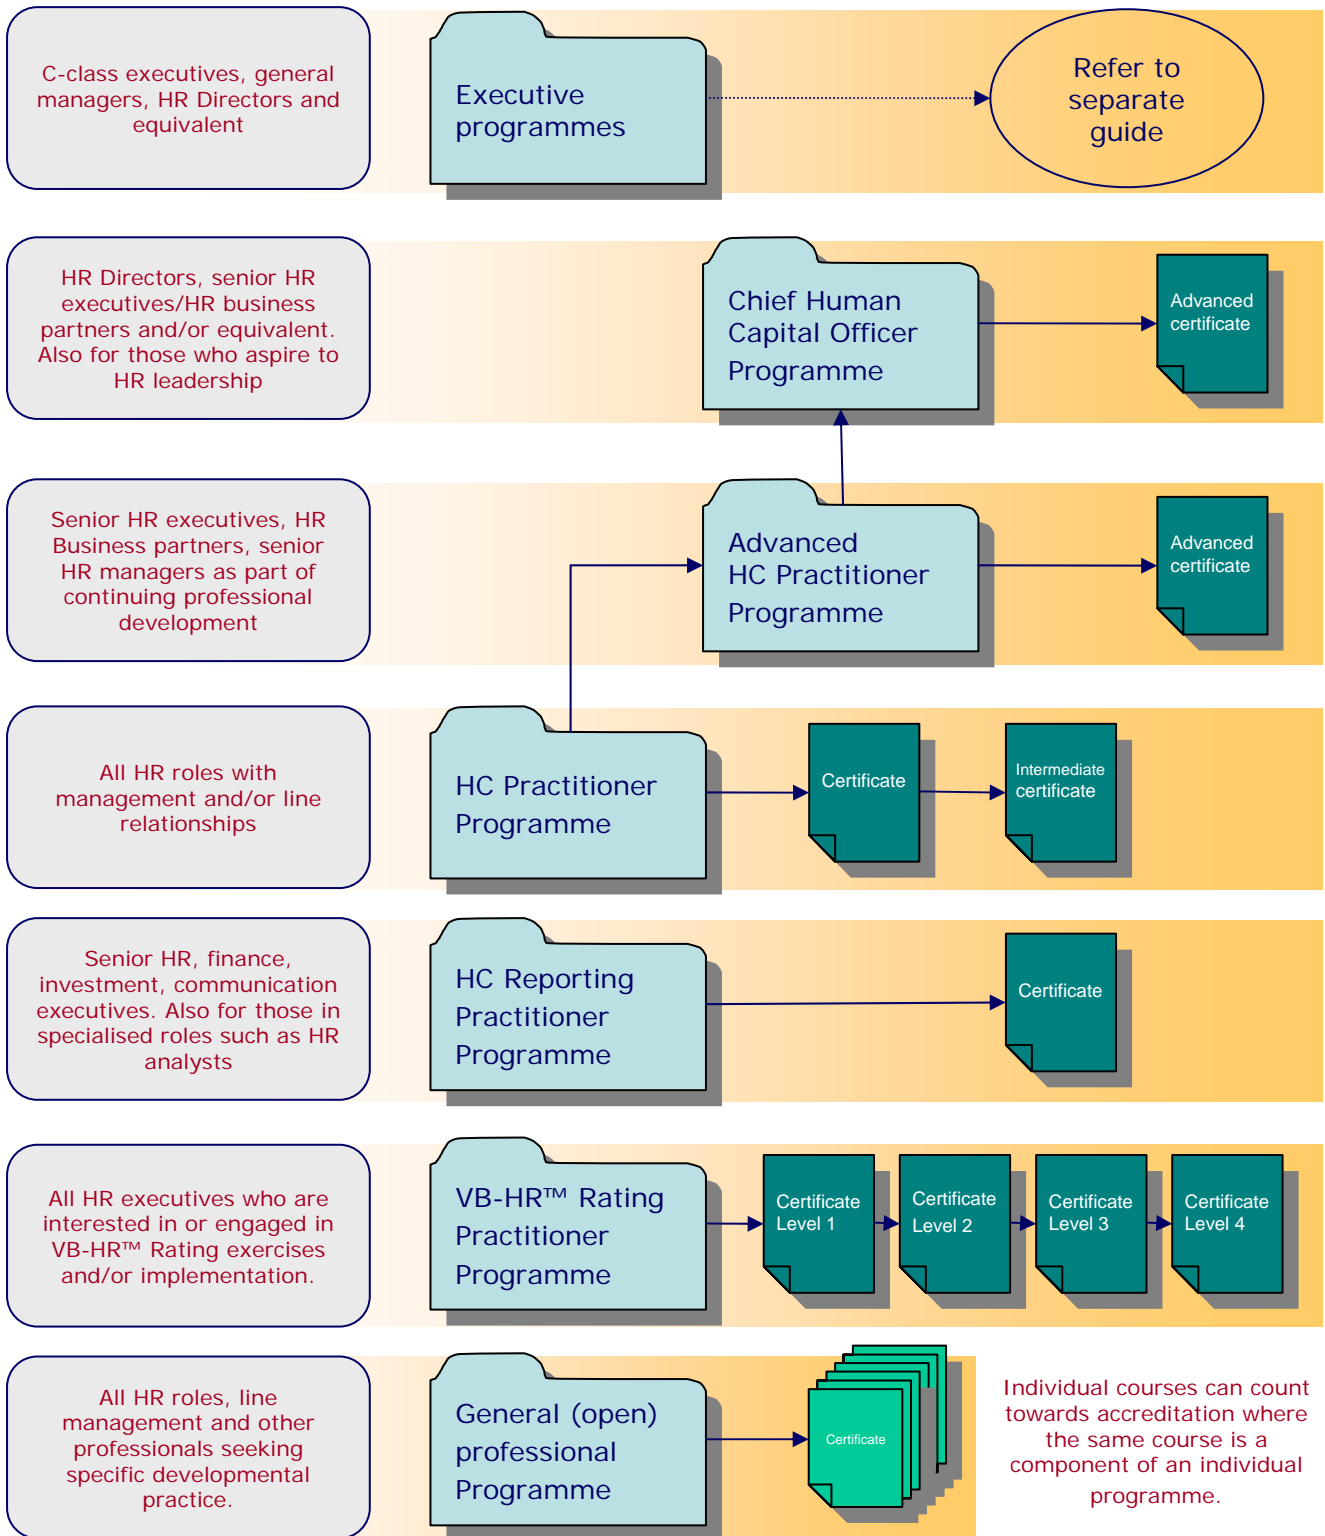 C-class executives, general
managers, HR Directors and
equivalent
Executive
programmes
Refer to
separate
guide
HR Directors, senior HR
executives/HR business
partners and/or equivalent.
Also for those who aspire to
HR leadership
Chief Human
Capital Officer
Programme
Advanced
certificate
Senior HR executives, HR
Business partners, senior
HR managers as part of
continuing professional
development
Advanced
HC Practitioner
Programme
Advanced
certificate
All HR roles with
management and/or line
relationships
HC Practitioner
Programme
Certificate
Intermediate
certificate
Senior HR, finance,
investment, communication
executives. Also for those in
specialised roles such as HR
analysts
HC Reporting
Practitioner
Programme
Certificate
All HR executives who are
interested in or engaged in
VB-HR™ Rating exercises
and/or implementation.
VB-HR™ Rating
Practitioner
Programme
Certificate
Level 1
Certificate
Level 2
Certificate
Level 3
Certificate
Level 4
All HR roles, line
management and other
professionals seeking
specific developmental
practice.
General (open)
professional
Programme
Certificate
Individual courses can count
towards accreditation where
the same course is a
component of an individual
programme.